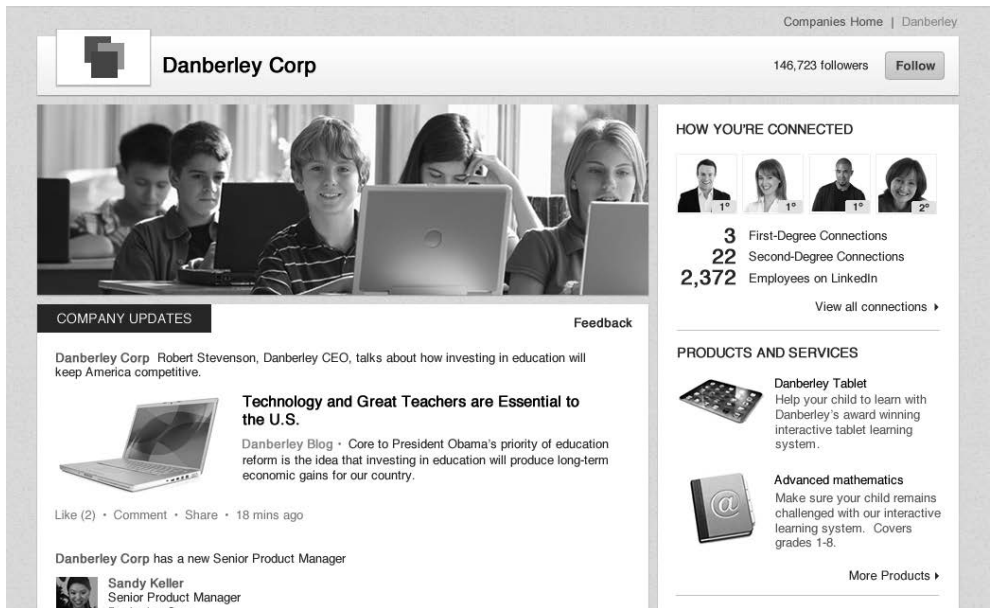 Companies Home | Danberley
Danberley Corp
146,723 followers
Follow
HOW YOU'RE CONNECTED
1°
1°
1°
2°
3 First-Degree Connections
22 Second-Degree Connections
2,372 Employees on LinkedIn
View all connections
COMPANY UPDATES
Feedback
Danberley Corp Robert Stevenson, Danberley CEO, talks about how investing in education will
keep America competitive.
Technology and Great Teachers are Essential to
the U.S.
Danberley Blog • Core to President Obama's priority of education
reform is the idea that investing in education will produce long-term
economic gains for our country.
Like (2) • Comment • Share • 18 mins ago
Danberley Corp has a new Senior Product Manager
Sandy Keller
Senior Product Manager
PRODUCTS AND SERVICES
Danberley Tablet
Help your child to learn with
Danberley's award winning
interactive tablet learning
system.
@
Advanced mathematics
Make sure your child remains
challenged with our interactive
learning system. Covers
grades 1-8.
More Products